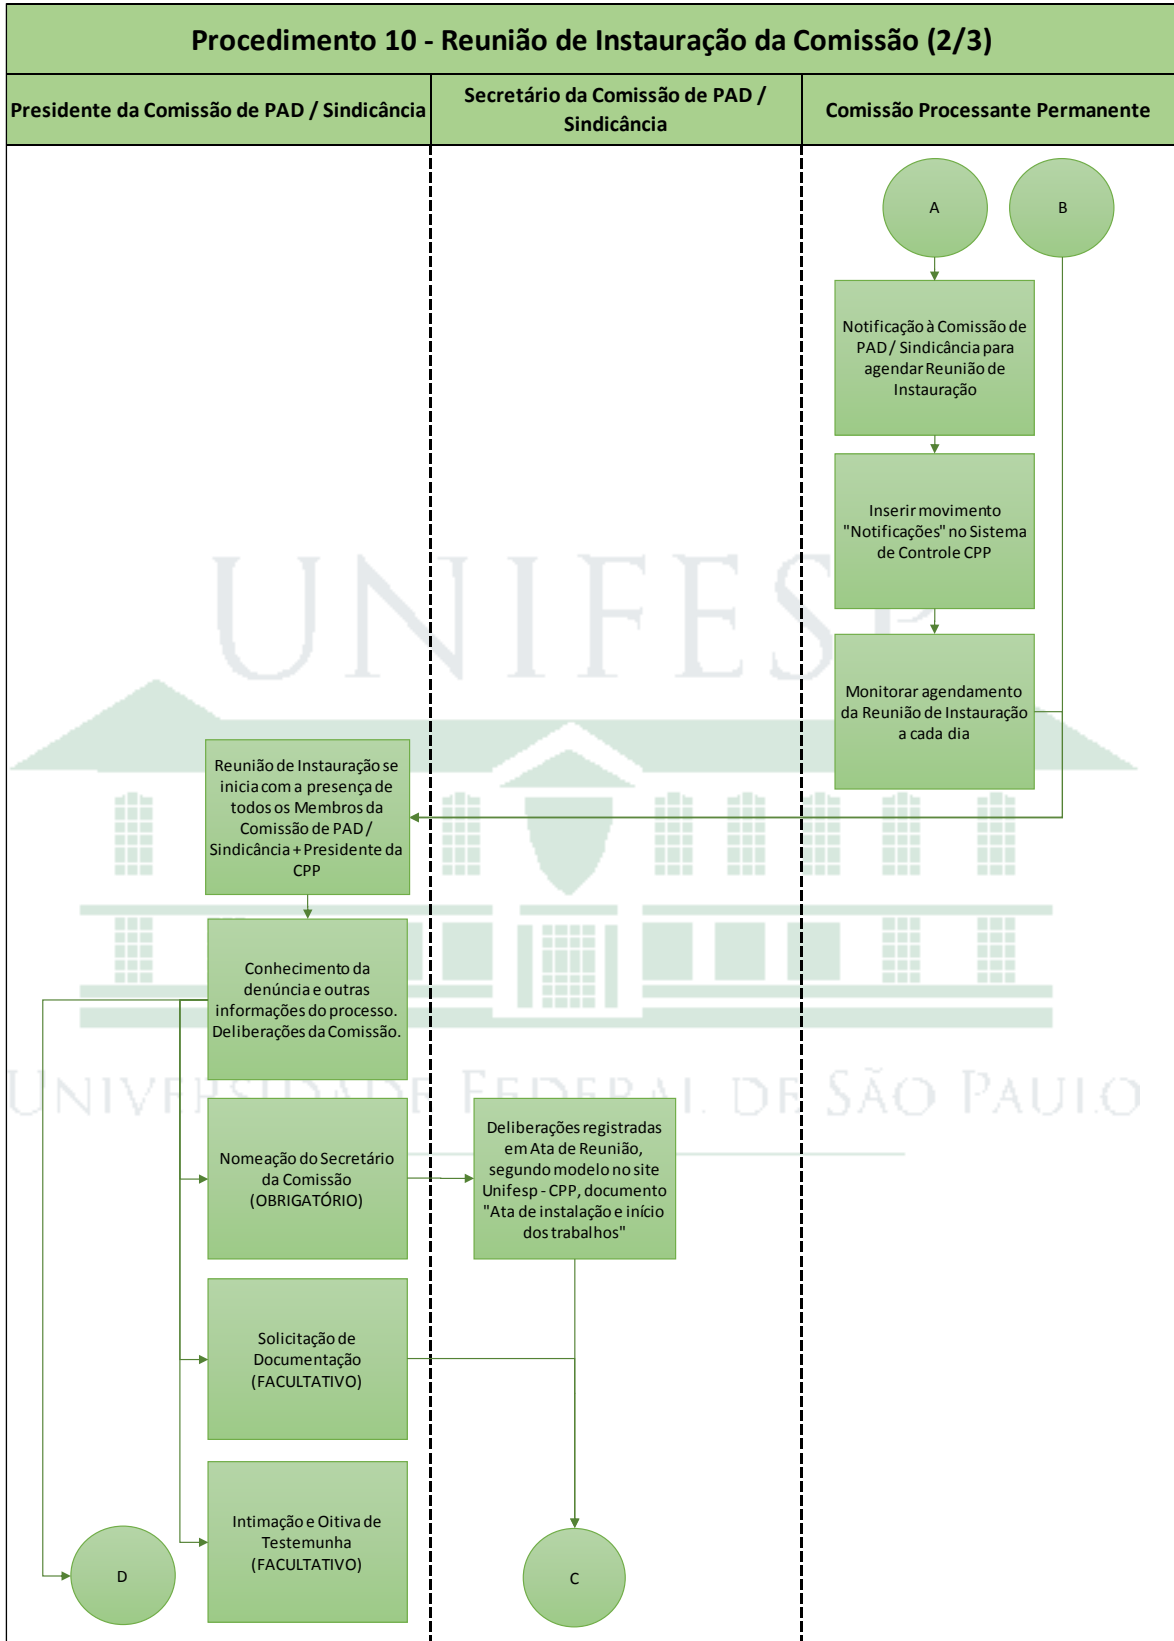 Procedimento 10 - Reunião de Instauração da Comissão (2/3)
Presidente da Comissão de PAD / Sindicância
Secretário da Comissão de PAD /
Sindicância
Comissão Processante Permanente
A
B
Notificação à Comissão de
PAD / Sindicância para
agendar Reunião de
Instauração
Inserir movimento
"Notificações" no Sistema
de Controle CPP
Monitorar agendamento
da Reunião de Instauração
a cada dia
UNIFESP
Reunião de Instauração se
inicia com a presença de
todos os Membros da
Comissão de PAD /
Sindicância + Presidente da
CPP
Conhecimento da
denúncia e outras
informações do processo.
Deliberações da Comissão.
UNIVERSIDADE FEDERAL DE SÃO PAULO
Nomeação do Secretário
da Comissão
(OBRIGATÓRIO)
Deliberações registradas
em Ata de Reunião,
segundo modelo no site
Unifesp - CPP, documento
"Ata de instalação e início
dos trabalhos"
Solicitação de
Documentação
(FACULTATIVO)
Intimação e Oitiva de
Testemunha
(FACULTATIVO)
D
C